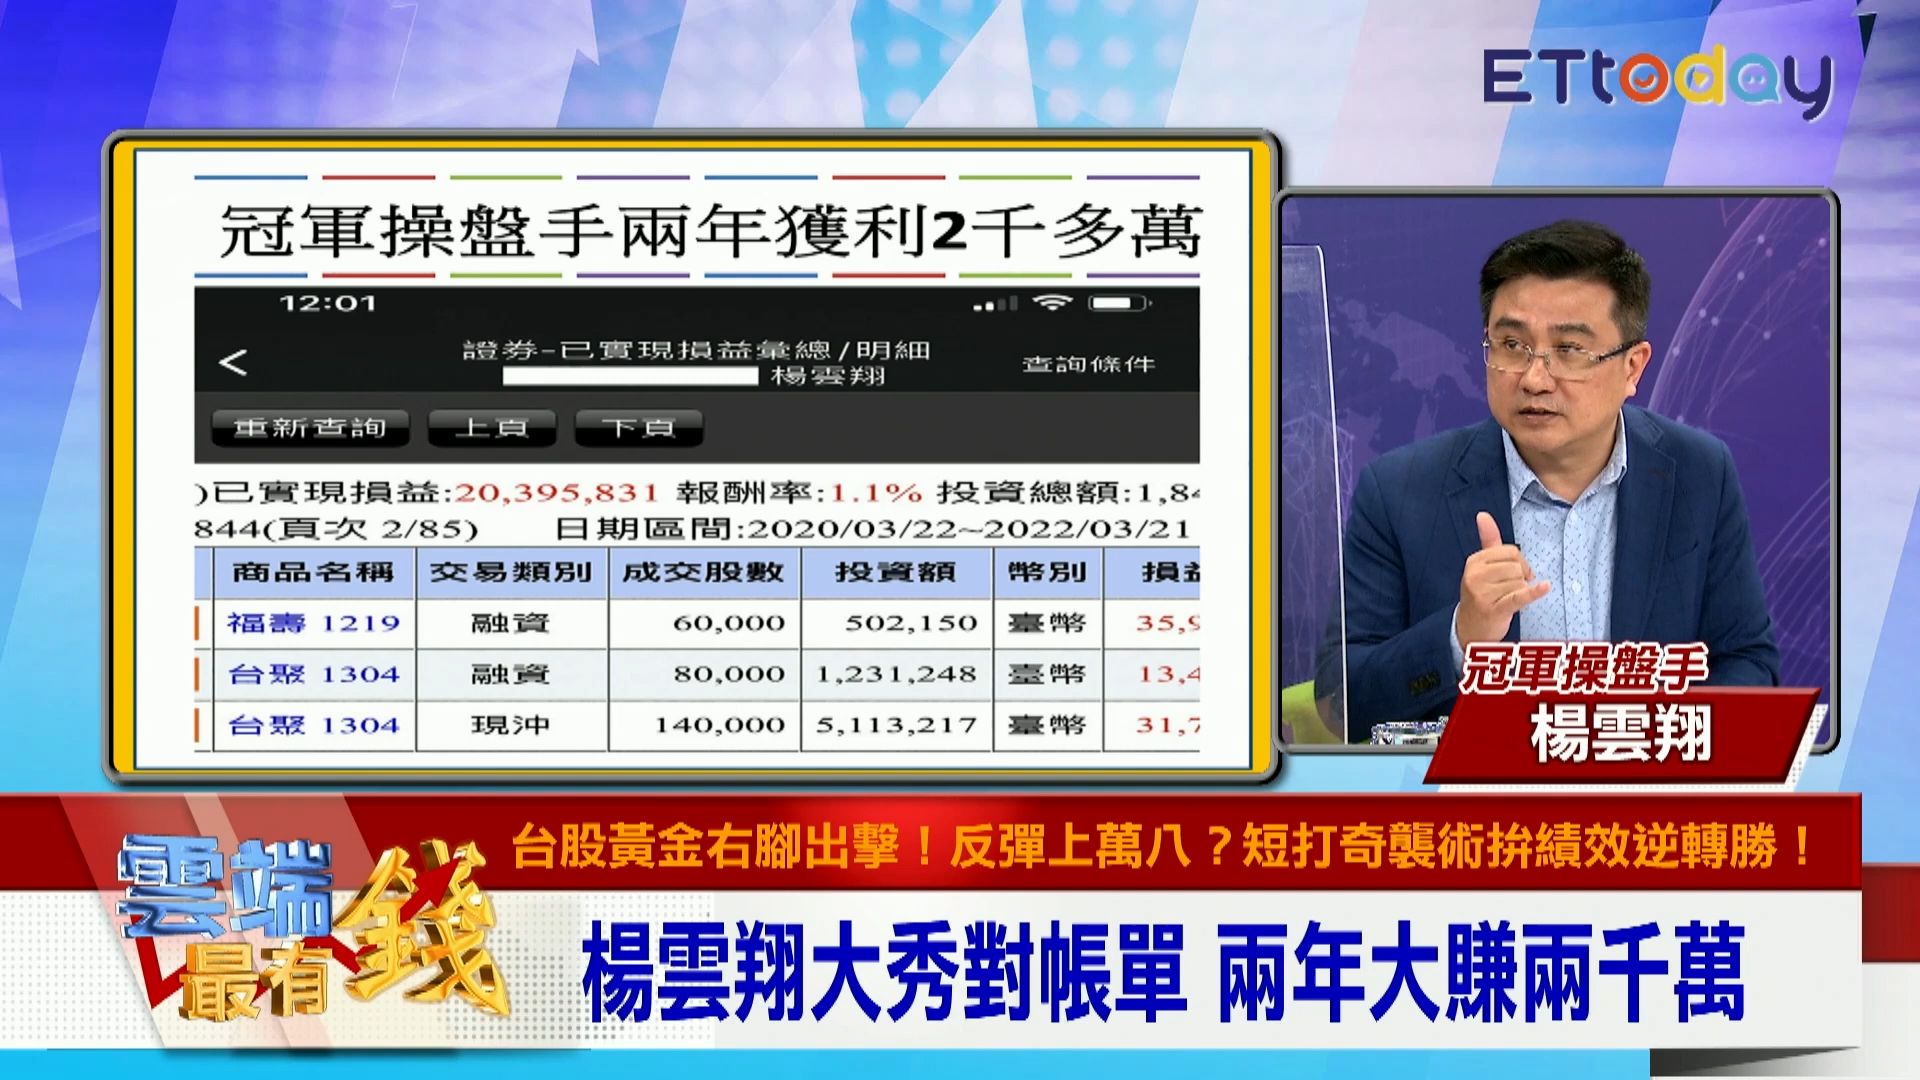 ETtoday
冠軍操盤手兩年獲利2千多萬
12:01
證券-已實現損益彙總/明細
楊雲翔
查詢條件
重新查詢 上頁 下頁
)已實現損益:20,395,831 報酬率:1.1% 投資總額:1,84
844(頁次 2/85) 日期區間:2020/03/22~2022/03/21
商品名稱 交易類別 成交股數 投資額 幣別 損益
福壽 1219 融資 60,000 502,150 臺幣 35,9
台聚 1304 融資 80,000 1,231,248 臺幣 13,4
台聚 1304 現沖 140,000 5,113,217 臺幣 31,7
冠軍操盤手
楊雲翔
雲端最有錢
台股黃金右腳出擊！反彈上萬八？短打奇襲術拚績效逆轉勝！
楊雲翔大秀對帳單 兩年大賺兩千萬